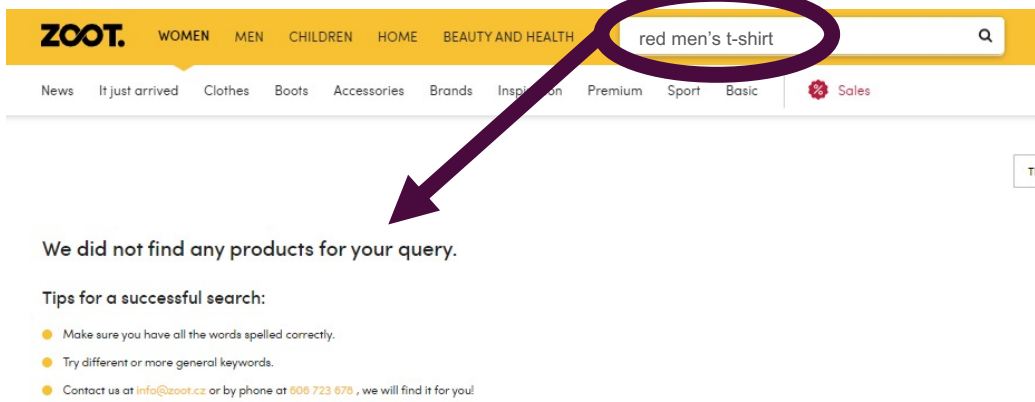 ZOOT. WOMEN MEN CHILDREN HOME BEAUTY AND HEALTH red men's t-shirt
News It just arrived Clothes Boots Accessories Brands Inspiration Premium Sport Basic % Sales
We did not find any products for your query.
Tips for a successful search:
Make sure you have all the words spelled correctly.
Try different or more general keywords.
Contact us at info@zoot.cz or by phone at 606 723 678 , we will find it for you!